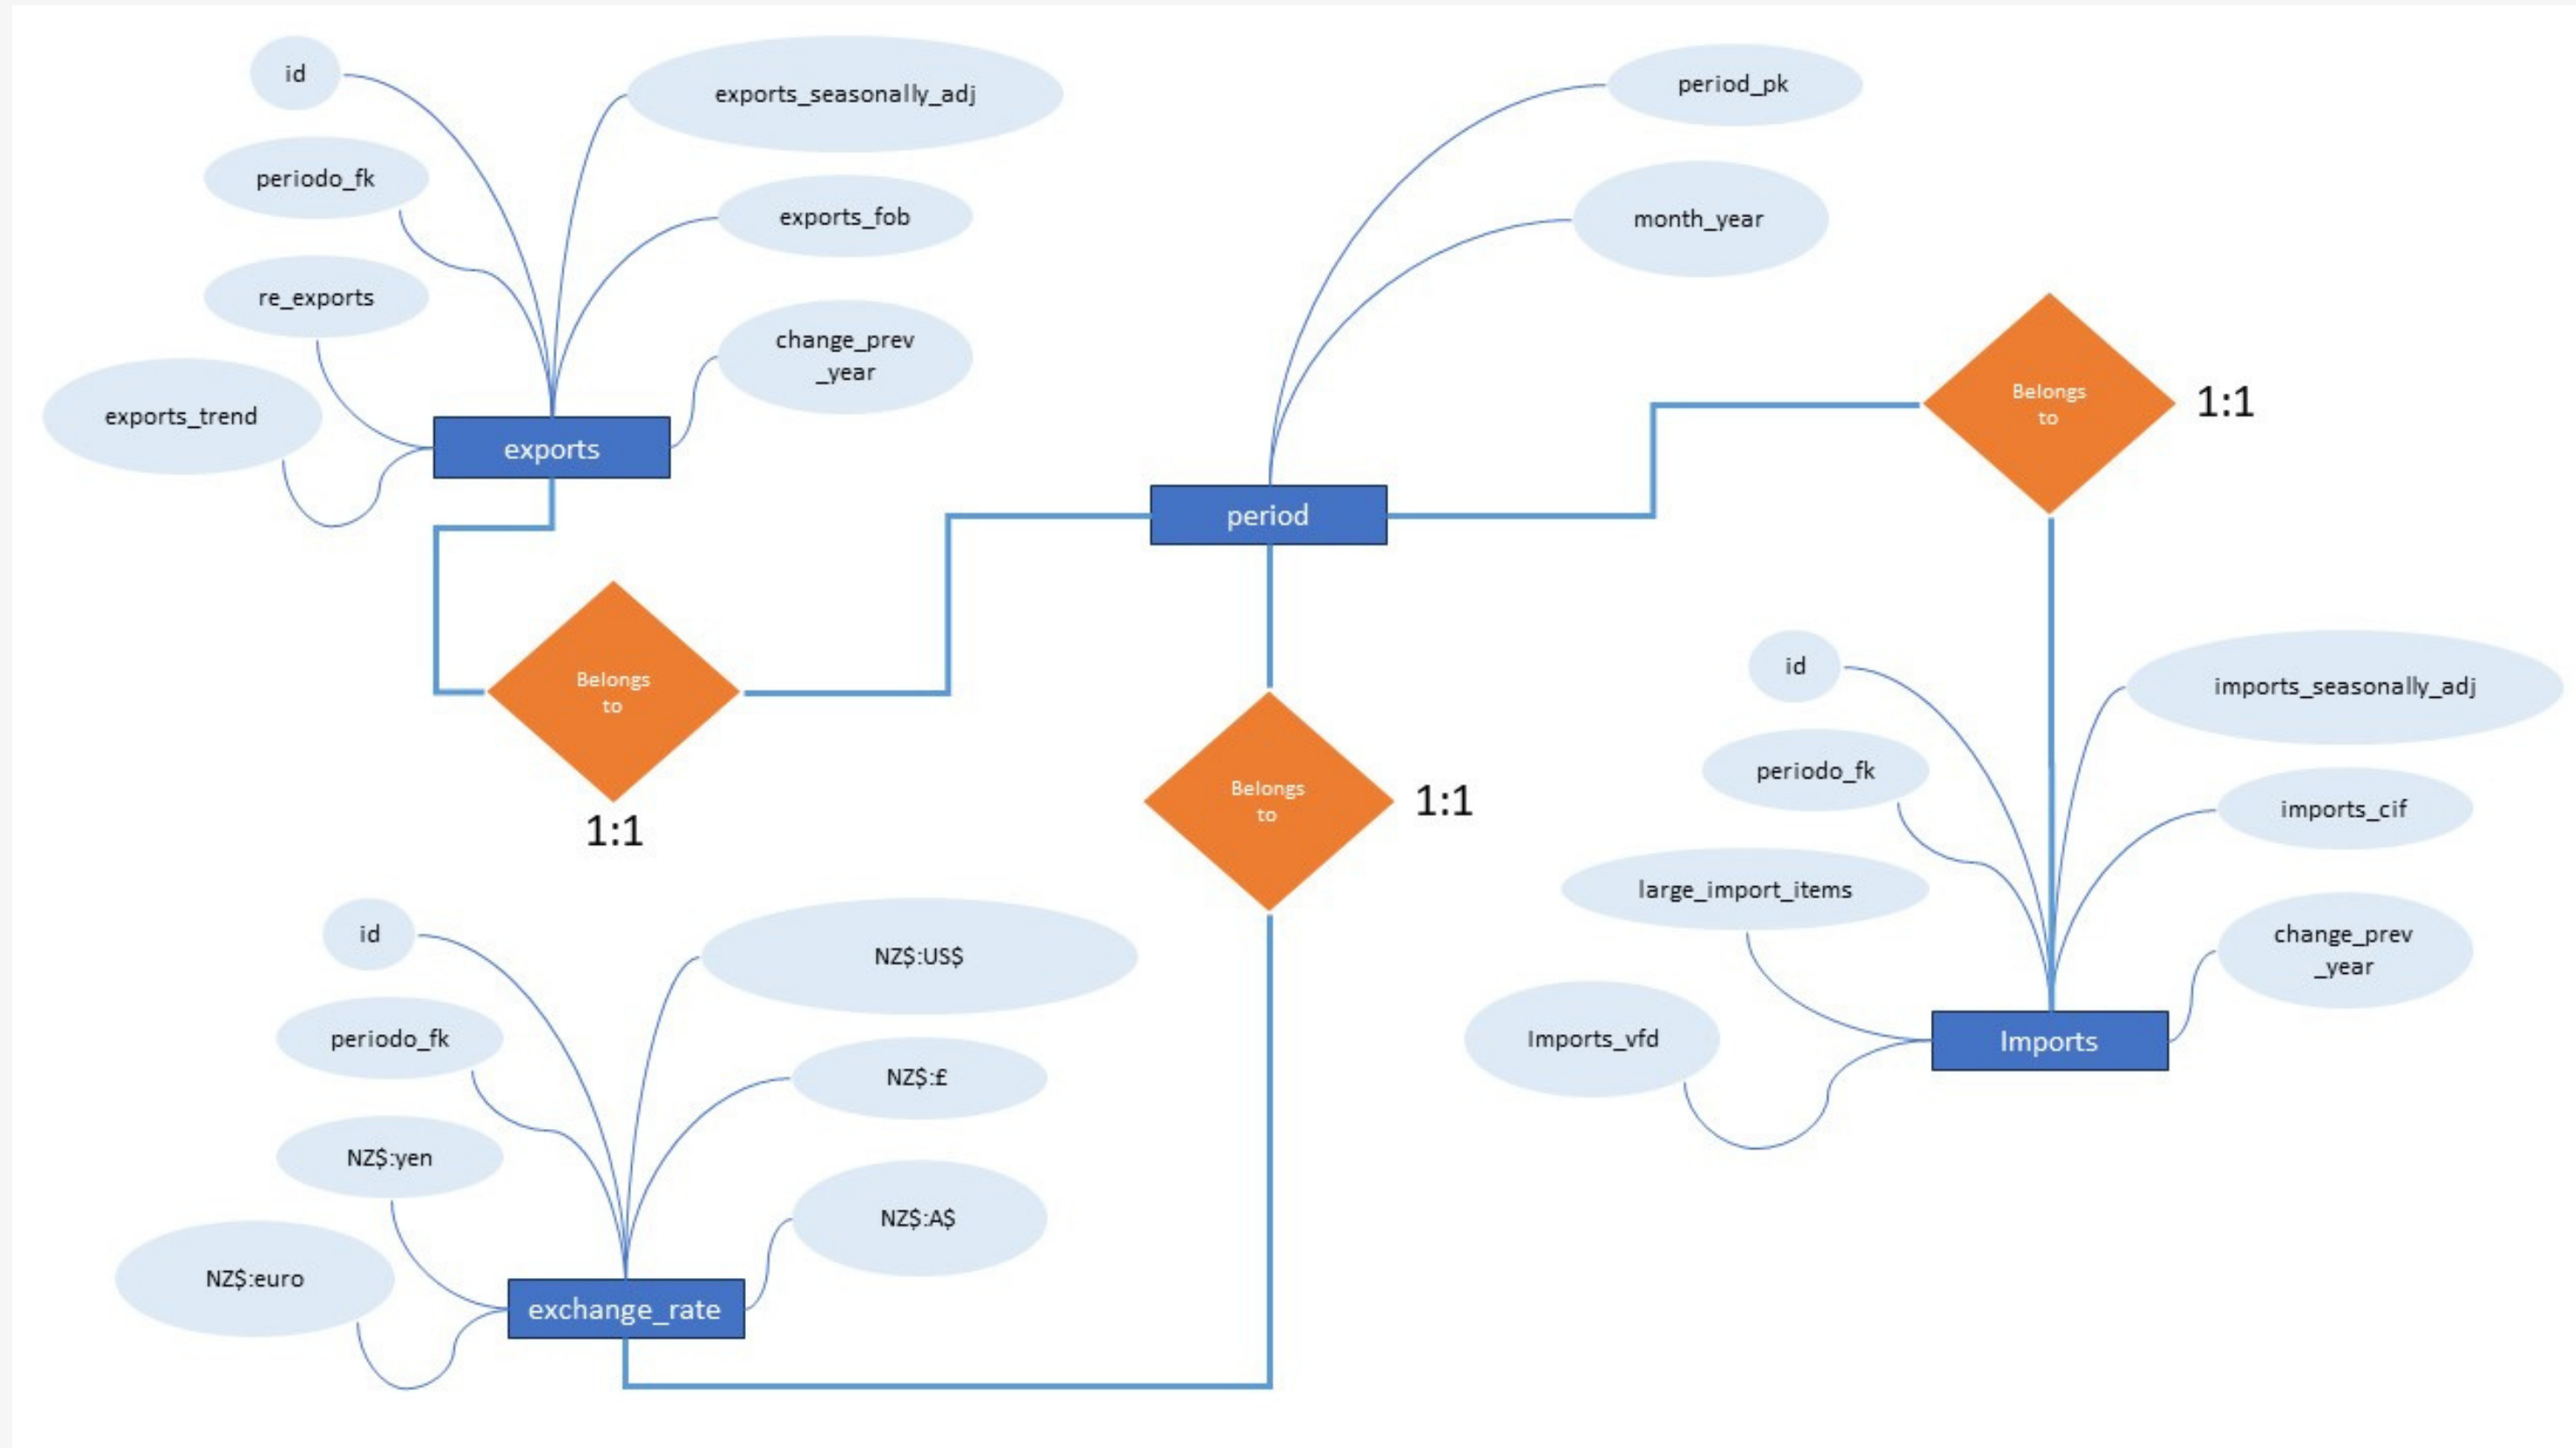 id
exports_seasonally_adj
periodo_fk
exports_fob
re_exports
change_prev
_year
exports_trend
exports
period_pk
month_year
period
Belongs
to
1:1
Belongs
to
1:1
Belongs
to
1:1
id
imports_seasonally_adj
periodo_fk
imports_cif
large_import_items
change_prev
_year
Imports_vfd
Imports
id
NZ$:US$
periodo_fk
NZ$:£
NZ$:yen
NZ$:A$
NZ$:euro
exchange_rate